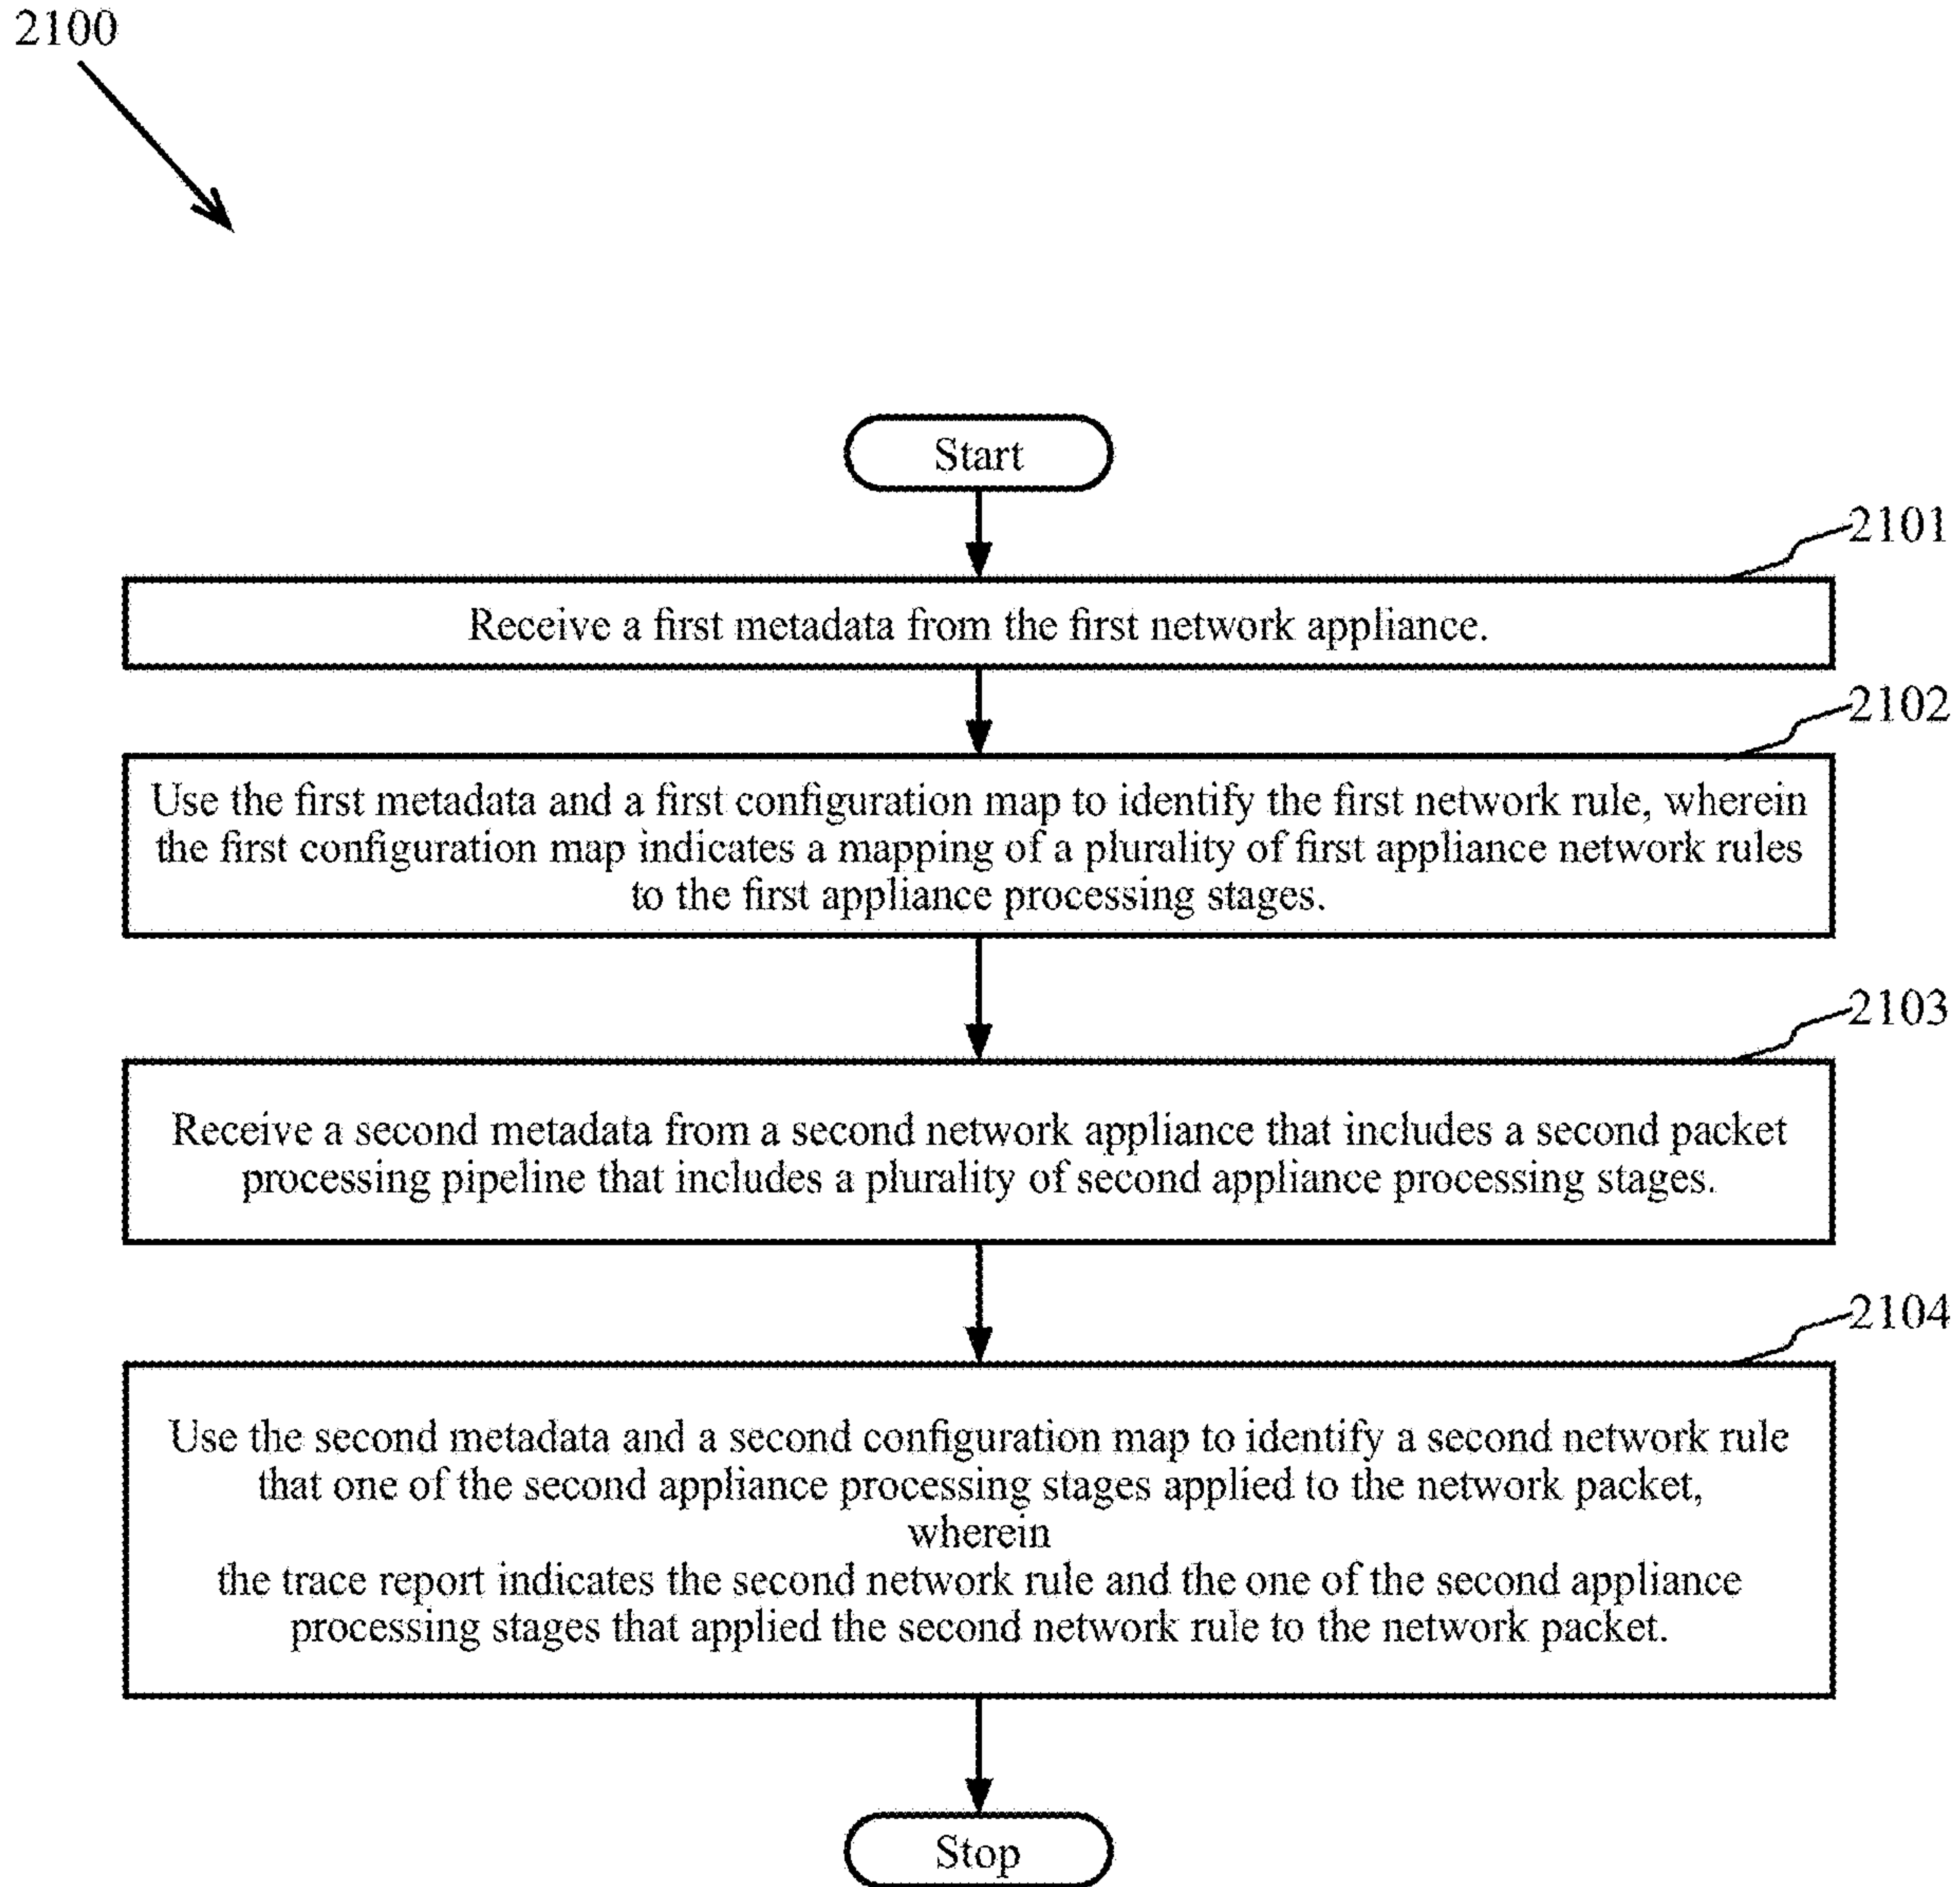 2100
Start
2101
Receive a first metadata from the first network appliance.
2102
Use the first metadata and a first configuration map to identify the first network rule, wherein
the first configuration map indicates a mapping of a plurality of first appliance network rules
to the first appliance processing stages.
2103
Receive a second metadata from a second network appliance that includes a second packet
processing pipeline that includes a plurality of second appliance processing stages.
2104
Use the second metadata and a second configuration map to identify a second network rule
that one of the second appliance processing stages applied to the network packet,
wherein
the trace report indicates the second network rule and the one of the second appliance
processing stages that applied the second network rule to the network packet.
Stop